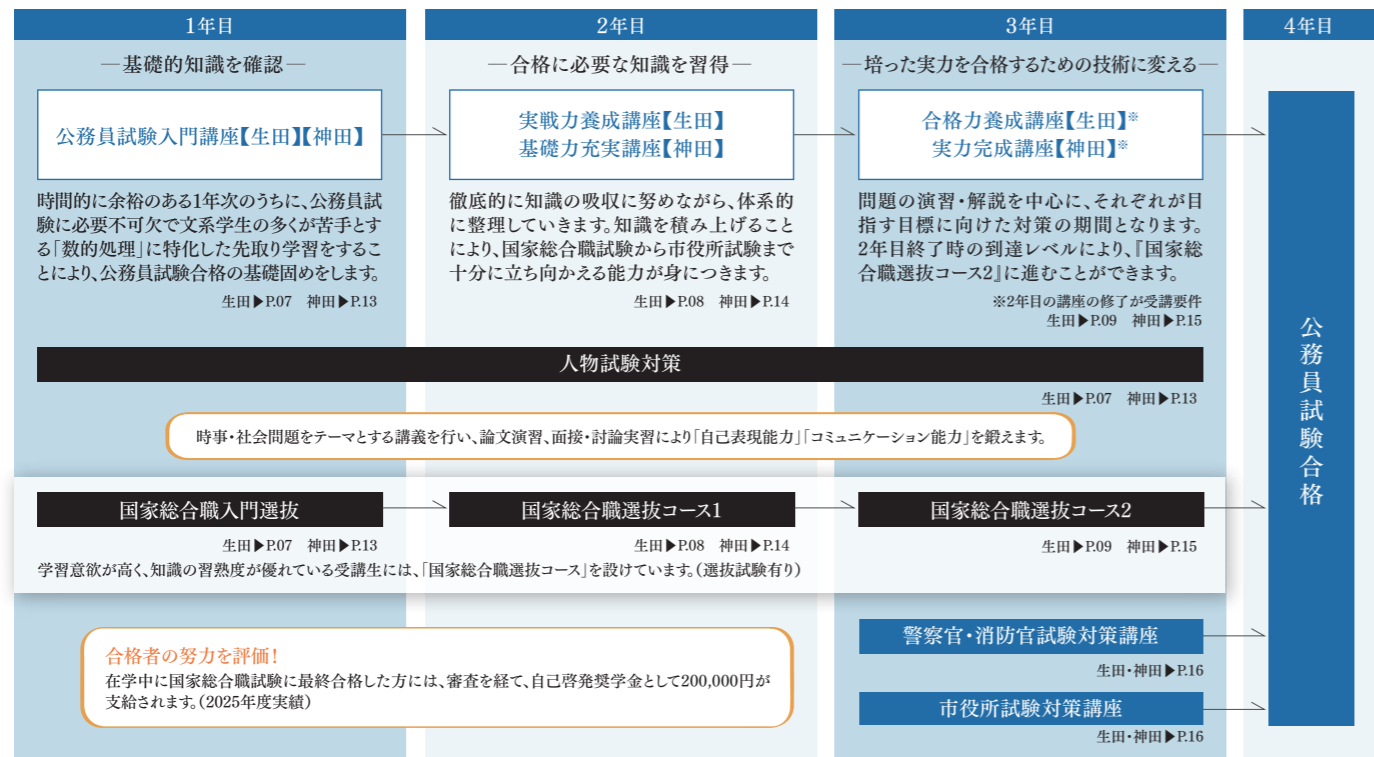 1年目
2年目
3年目
4年目
―基礎的知識を確認―
―合格に必要な知識を習得―
―培った実力を合格するための技術に変える―
公務員試験入門講座【生田】【神田】
実戦力養成講座【生田】
基礎力充実講座【神田】
合格力養成講座【生田】※
実力完成講座【神田】※
時間的に余裕のある1年次のうちに、公務員試
験に必要不可欠で文系学生の多くが苦手とす
る「数的処理」に特化した先取り学習をするこ
とにより、公務員試験合格の基礎固めをします。
生田▶P.07 神田▶P.13
徹底的に知識の吸収に努めながら、体系的
に整理していきます。知識を積み上げること
により、国家総合職試験から市役所試験まで
十分に立ち向かえる能力が身につきます。
生田▶P.08 神田▶P.14
問題の演習・解説を中心に、それぞれが目
指す目標に向けた対策の期間となります。
2年目終了時の到達レベルにより、『国家総
合職選抜コース2』に進むことができます。
※2年目の講座の修了が受講要件
生田▶P.09 神田▶P.15
人物試験対策
生田▶P.07 神田▶P.13
時事・社会問題をテーマとする講義を行い、論文演習、面接・討論実習により「自己表現能力」「コミュニケーション能力」を鍛えます。
国家総合職入門選抜
国家総合職選抜コース1
国家総合職選抜コース2
生田▶P.07 神田▶P.13
生田▶P.08 神田▶P.14
生田▶P.09 神田▶P.15
学習意欲が高く、知識の習熟度が優れている受講生には、「国家総合職選抜コース」を設けています。(選抜試験有り)
合格者の努力を評価!
在学中に国家総合職試験に最終合格した方には、審査を経て、自己啓発奨学金として200,000円が
支給されます。(2025年度実績)
警察官・消防官試験対策講座
生田・神田▶P.16
市役所試験対策講座
生田・神田▶P.16
公務員試験合格